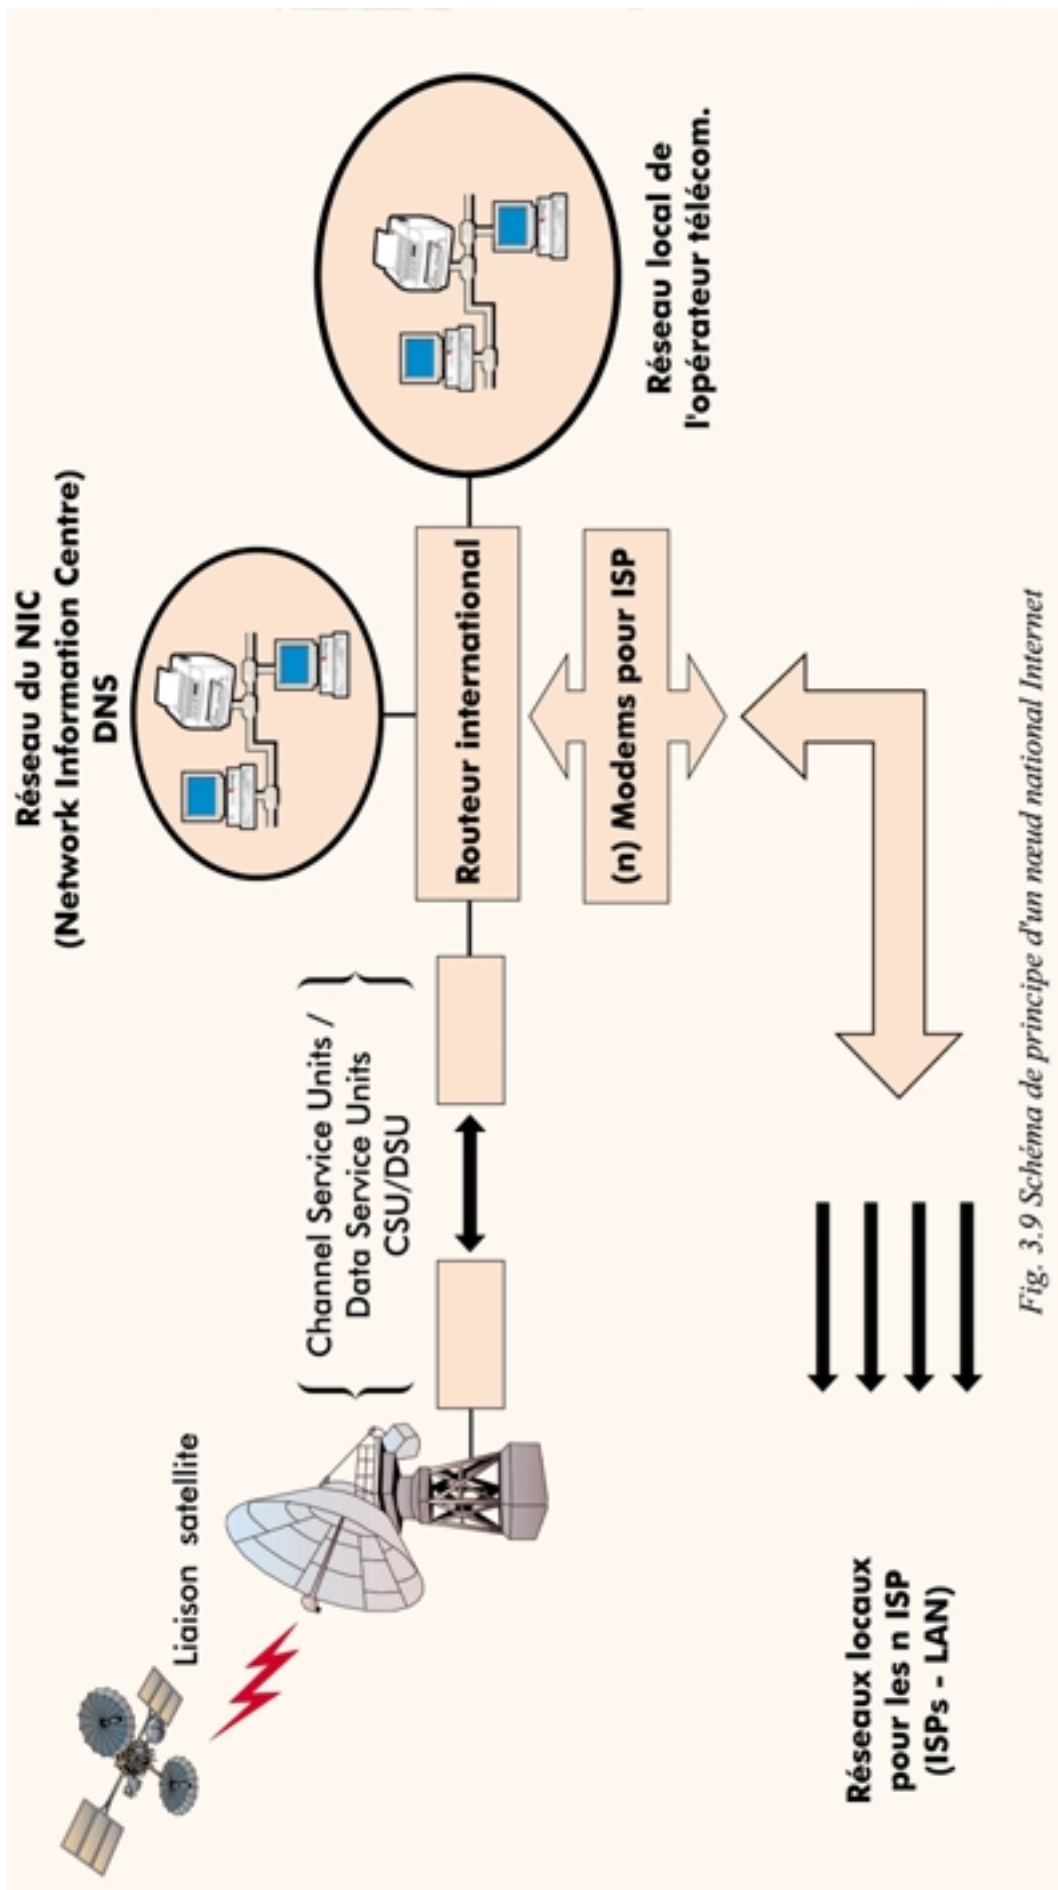 Réseau du NIC
(Network Information Centre)
DNS
Liaison satellite
Channel Service Units /
Data Service Units
CSU/DSU
Routeur international
Réseau local de
l'opérateur télécom.
(n) Modems pour ISP
Réseaux locaux
pour les n ISP
(ISPs - LAN)
Fig. 3.9 Schéma de principe d'un nœud national Internet